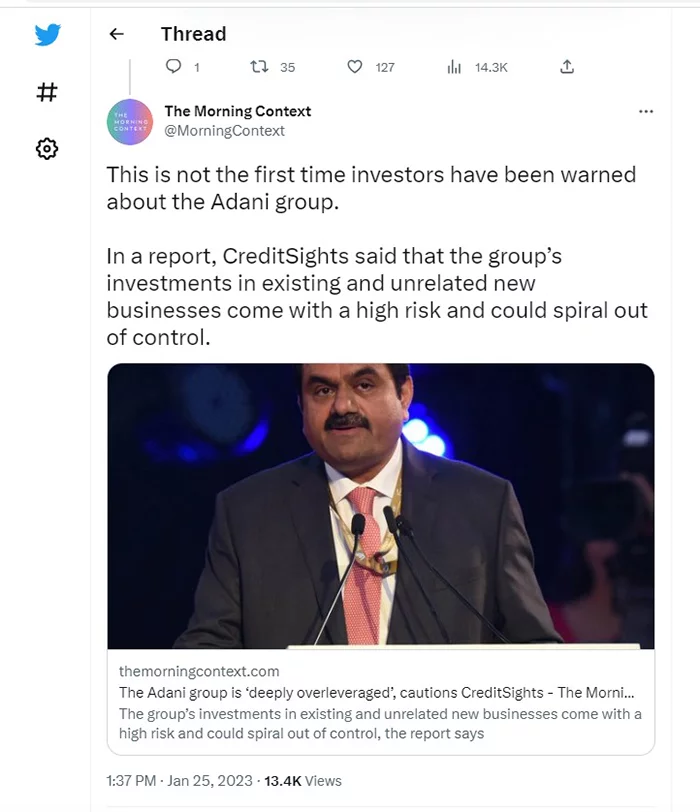 Thread
1 35 127 14.3K
THE
MORNING
CONTEXT
The Morning Context
@MorningContext
This is not the first time investors have been warned
about the Adani group.
In a report, CreditSights said that the group’s
investments in existing and unrelated new
businesses come with a high risk and could spiral out
of control.
themorningcontext.com
The Adani group is ‘deeply overleveraged’, cautions CreditSights - The Morni...
The group’s investments in existing and unrelated new businesses come with a
high risk and could spiral out of control, the report says
1:37 PM · Jan 25, 2023 · 13.4K Views